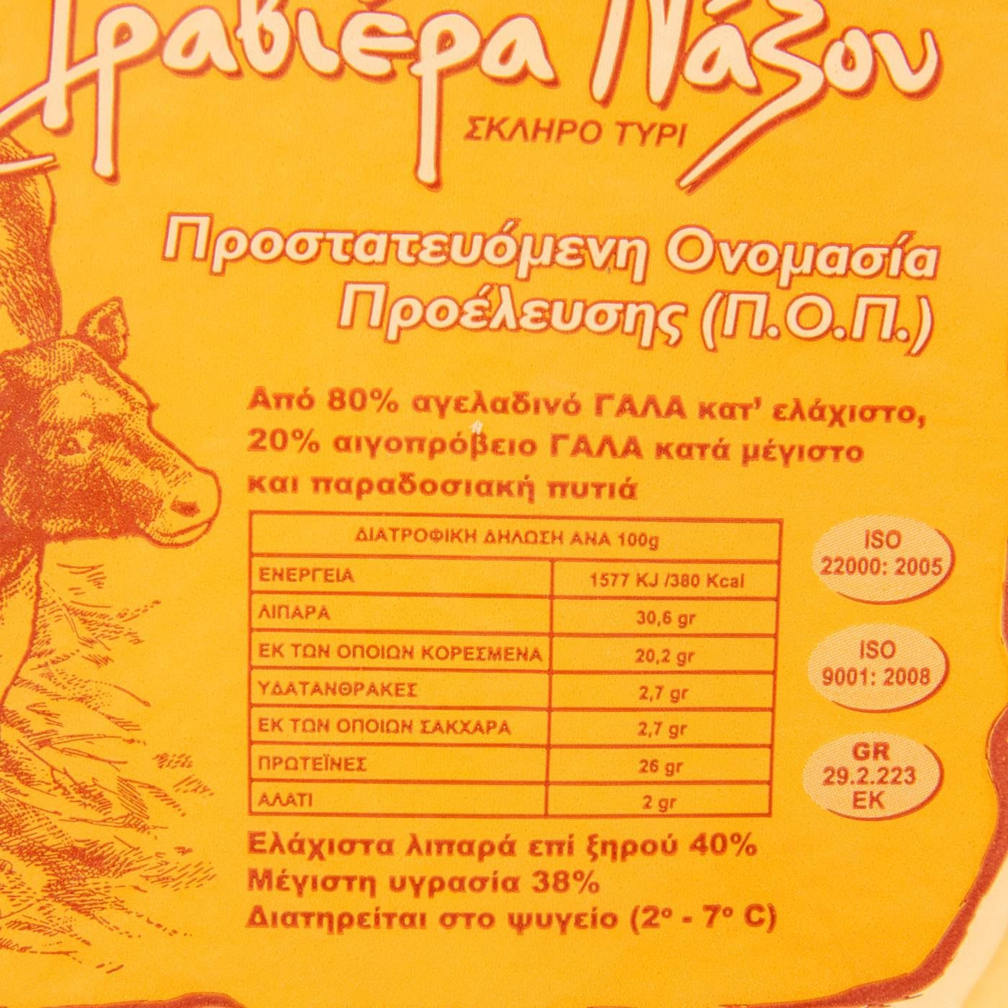 Γραβιέρα Νάξου
ΣΚΛΗΡΟ ΤΥΡΙ
Προστατευόμενη Ονομασία
Προέλευσης (Π.Ο.Π.)
Από 80% αγελαδινό ΓΑΛΑ κατ' ελάχιστο,
20% αιγοπρόβειο ΓΑΛΑ κατά μέγιστο
και παραδοσιακή πυτιά
ΔΙΑΤΡΟΦΙΚΗ ΔΗΛΩΣΗ ΑΝΑ 100g
ΕΝΕΡΓΕΙΑ 1577 KJ /380 Kcal
ΛΙΠΑΡΑ 30,6 gr
ΕΚ ΤΩΝ ΟΠΟΙΩΝ ΚΟΡΕΣΜΕΝΑ 20,2 gr
ΥΔΑΤΑΝΘΡΑΚΕΣ 2,7 gr
ΕΚ ΤΩΝ ΟΠΟΙΩΝ ΣΑΚΧΑΡΑ 2,7 gr
ΠΡΩΤΕΪΝΕΣ 26 gr
ΑΛΑΤΙ 2 gr
ISO
22000: 2005
ISO
9001: 2008
GR
29.2.223
ΕΚ
Ελάχιστα λιπαρά επί ξηρού 40%
Μέγιστη υγρασία 38%
Διατηρείται στο ψυγείο (2º - 7º C)